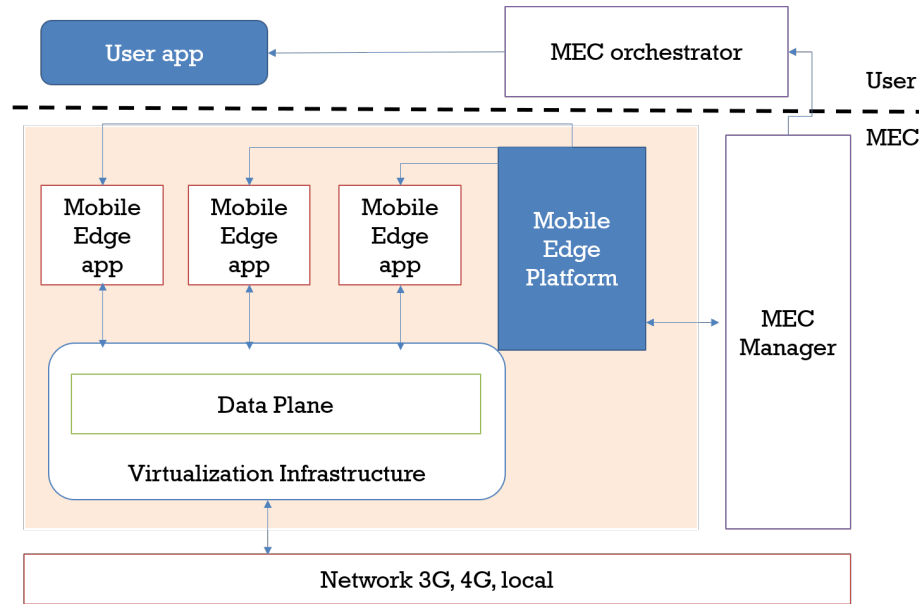 User app
MEC orchestrator
User
MEC
Mobile
Edge
app
Mobile
Edge
app
Mobile
Edge
app
Mobile
Edge
Platform
MEC
Manager
Data Plane
Virtualization Infrastructure
Network 3G, 4G, local